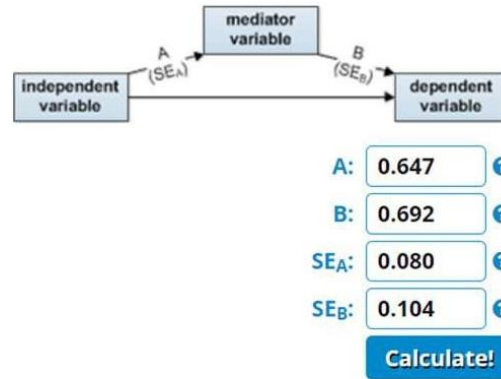 mediator
variable
A
(SEA)
B
(SEB)
independent
variable
dependent
variable
A: 0.647
B: 0.692
SEA: 0.080
SEB: 0.104
Calculate!